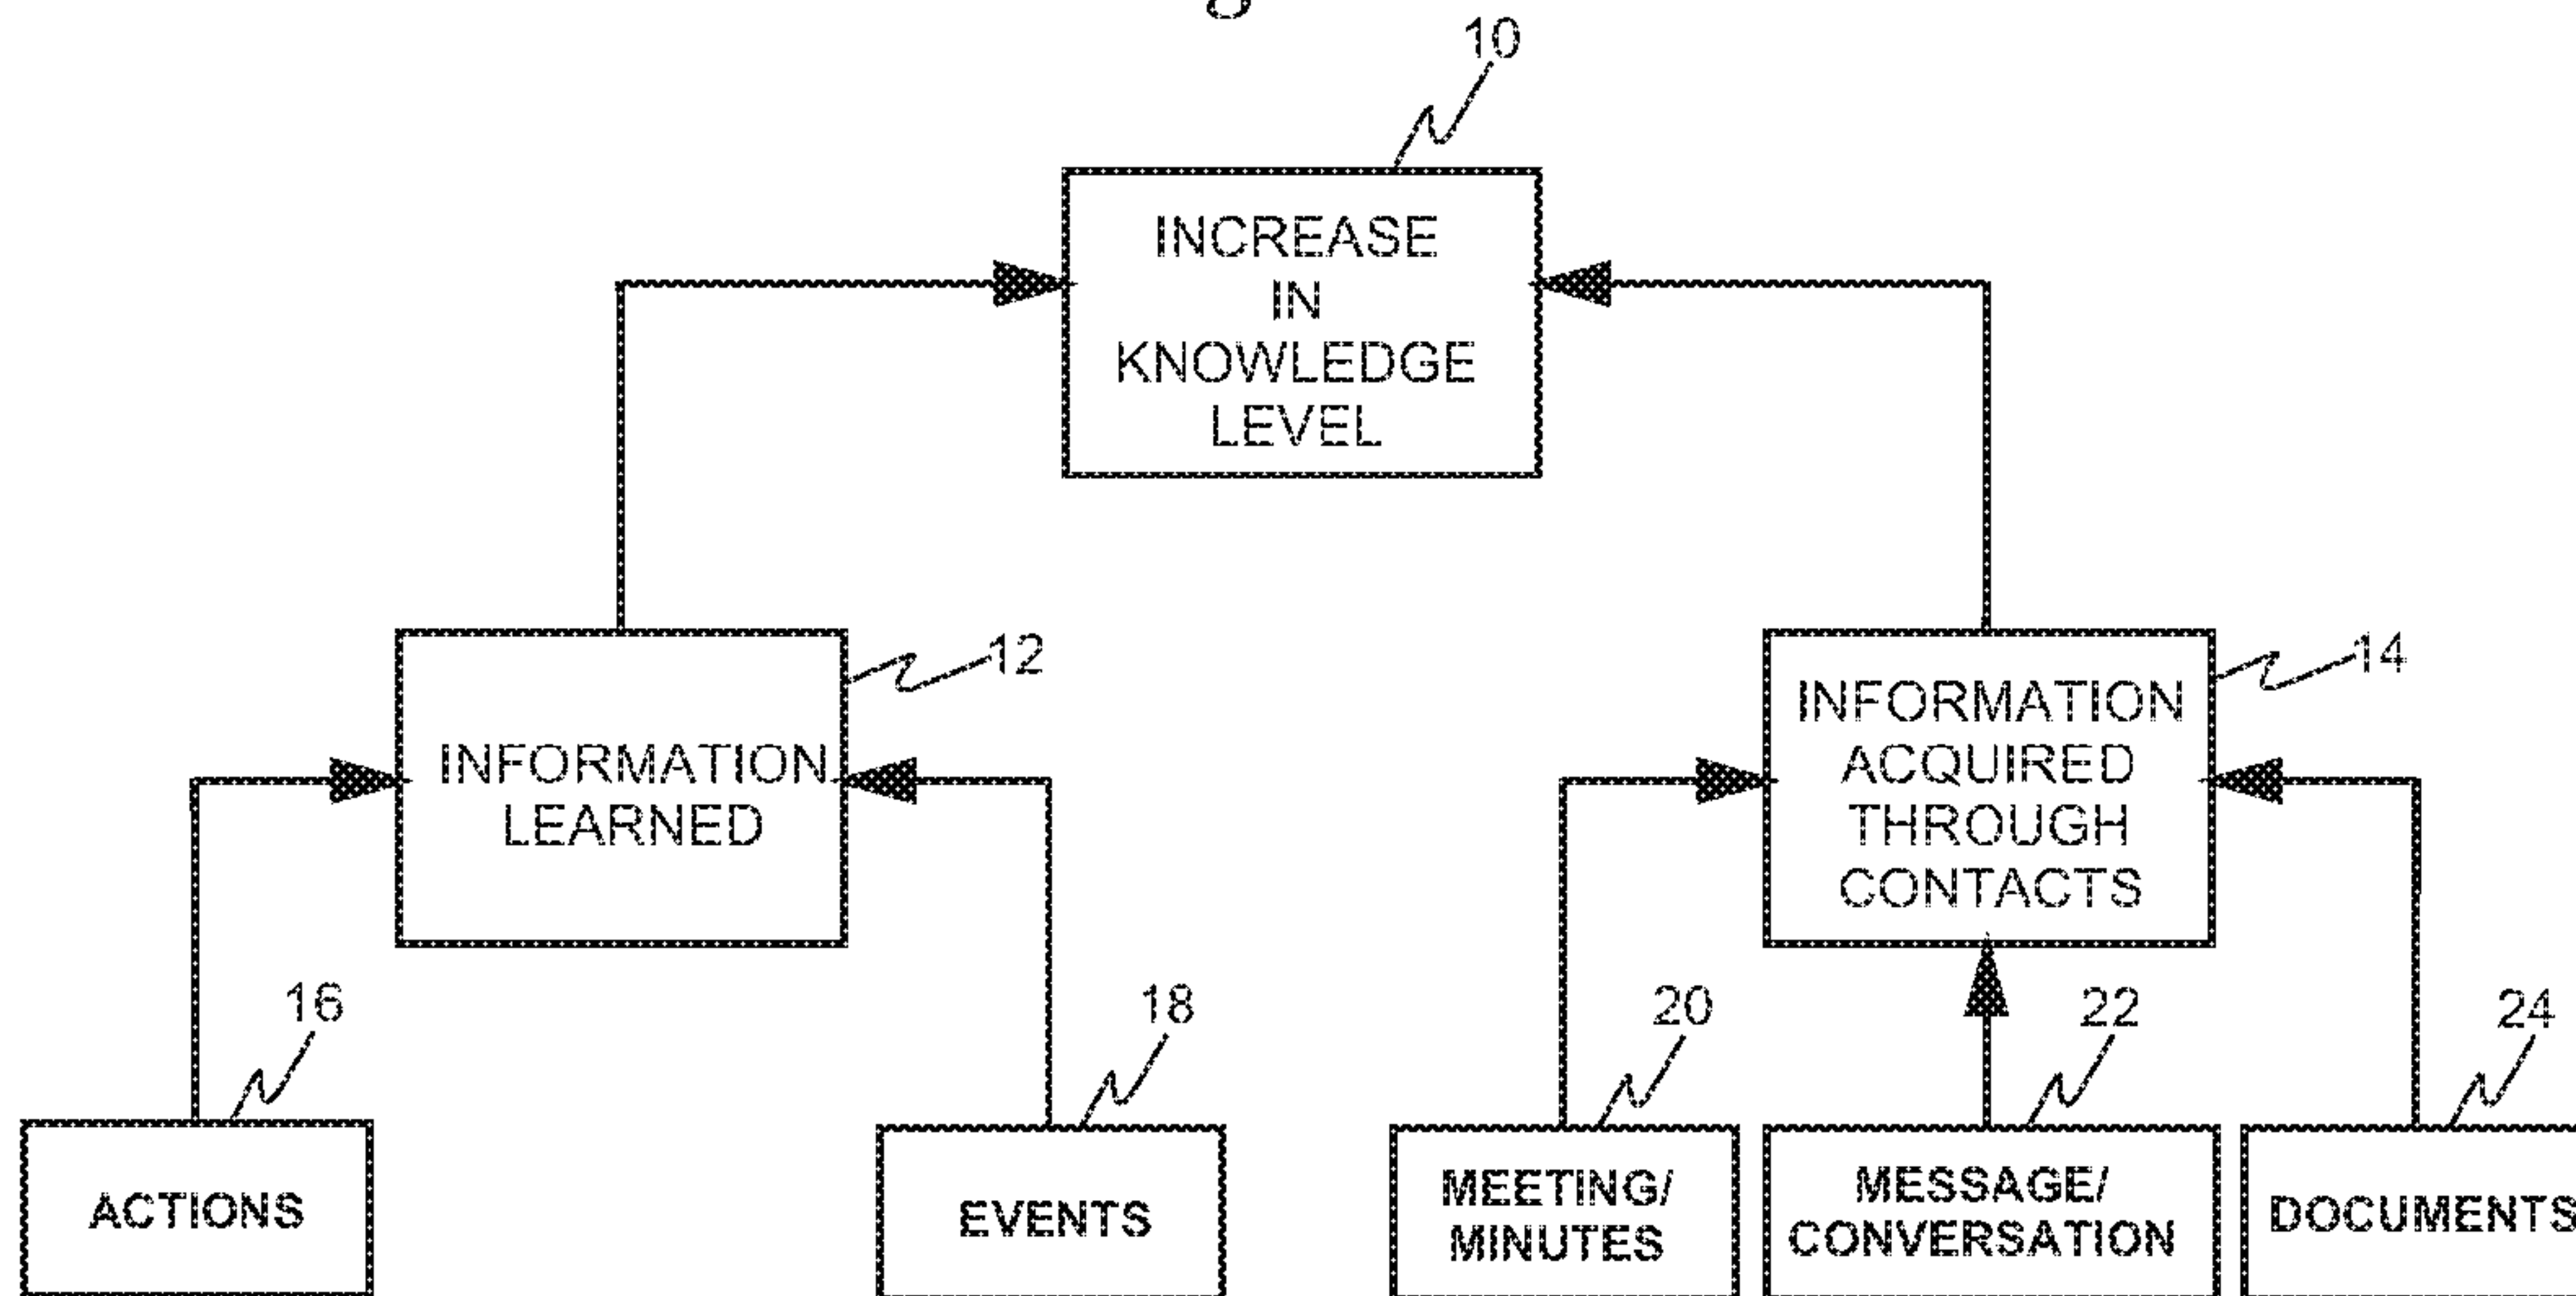 10
INCREASE
IN
KNOWLEDGE
LEVEL
12
INFORMATION
LEARNED
14
INFORMATION
ACQUIRED
THROUGH
CONTACTS
16
ACTIONS
18
EVENTS
20
MEETING/
MINUTES
22
MESSAGE/
CONVERSATION
24
DOCUMENTS